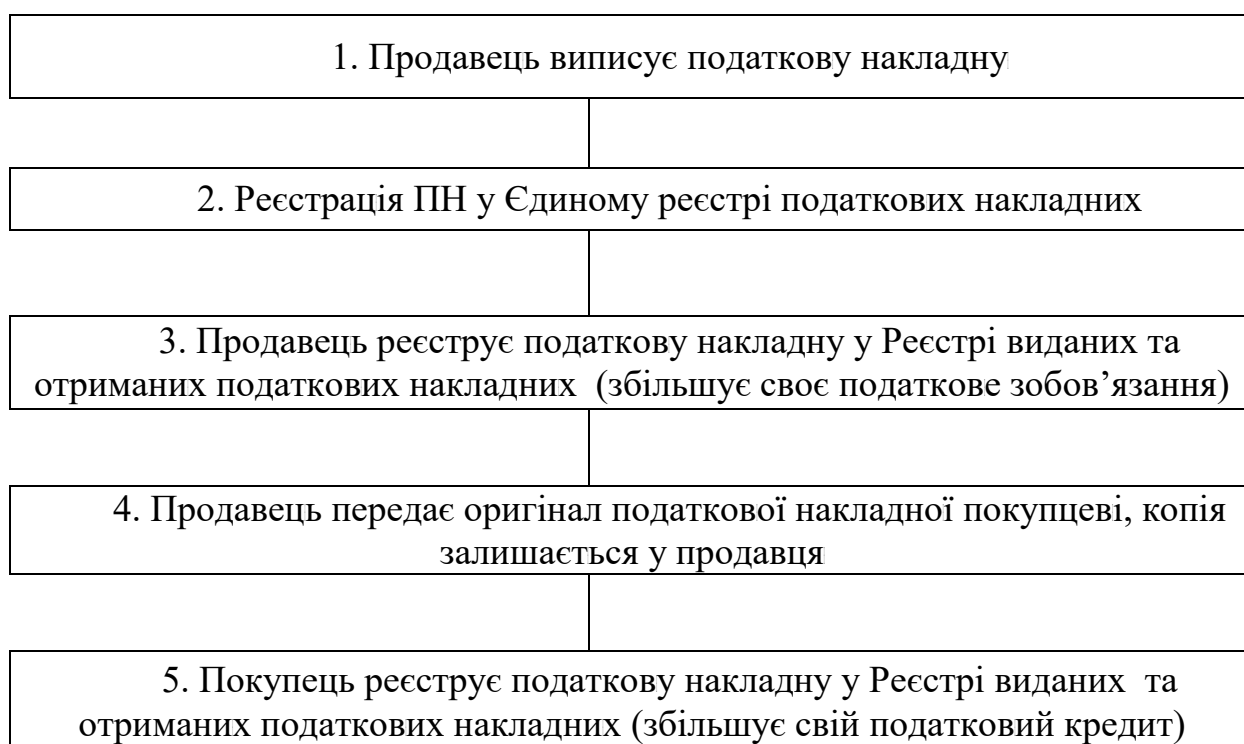 1. Продавець виписує податкову накладну
2. Реєстрація ПН у Єдиному реєстрі податкових накладних
3. Продавець реєструє податкову накладну у Реєстрі виданих та
отриманих податкових накладних (збільшує своє податкове зобов’язання)
4. Продавець передає оригінал податкової накладної покупцеві, копія
залишається у продавця
5. Покупець реєструє податкову накладну у Реєстрі виданих та
отриманих податкових накладних (збільшує свій податковий кредит)